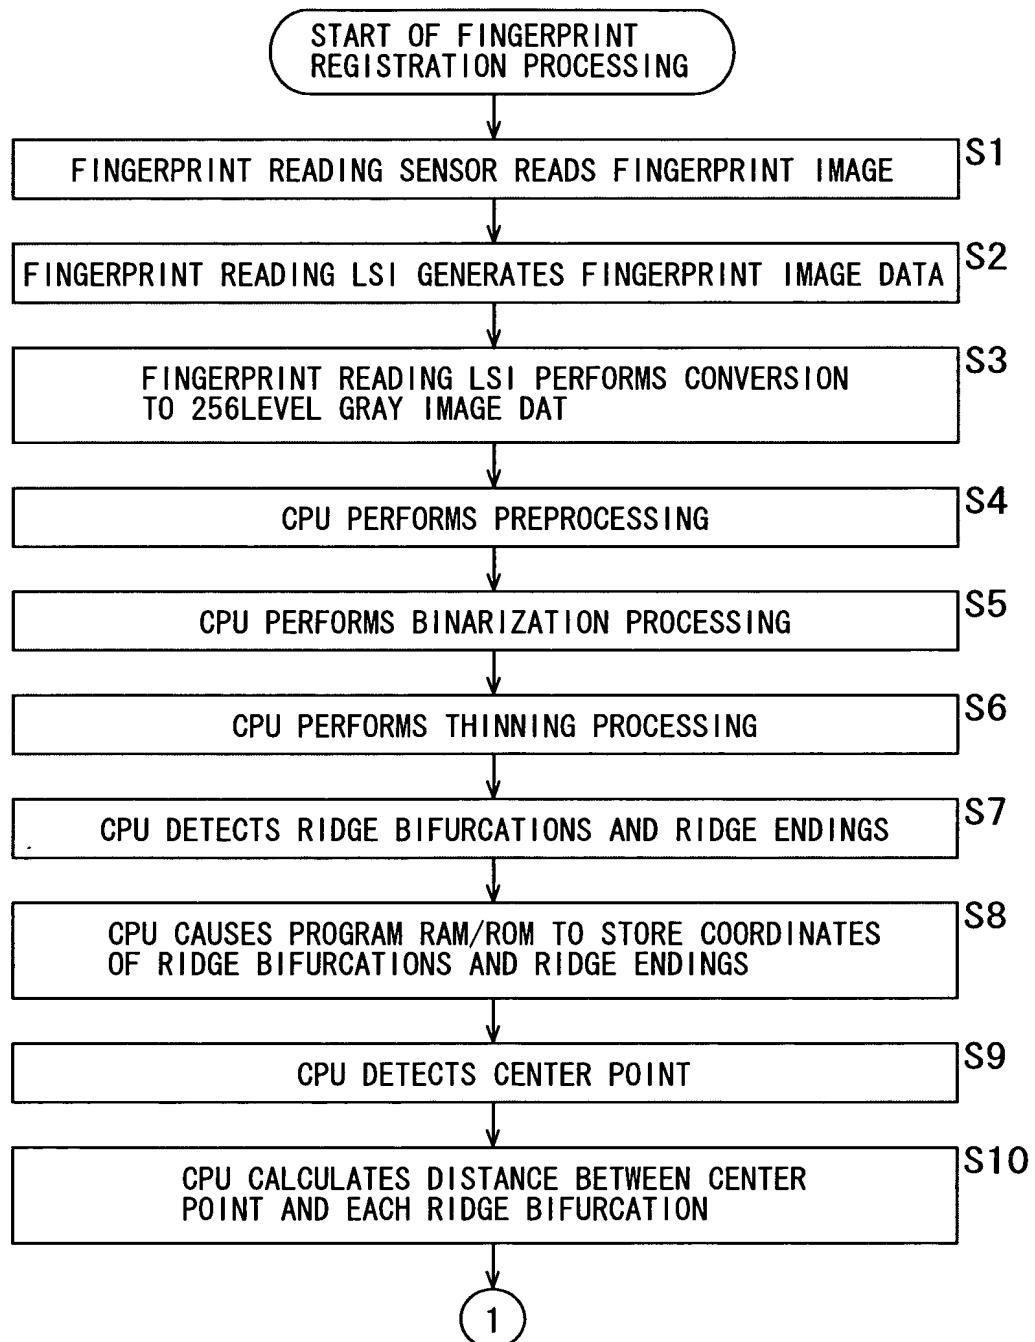 START OF FINGERPRINT
REGISTRATION PROCESSING
S1
FINGERPRINT READING SENSOR READS FINGERPRINT IMAGE
S2
FINGERPRINT READING LSI GENERATES FINGERPRINT IMAGE DATA
S3
FINGERPRINT READING LSI PERFORMS CONVERSION
TO 256LEVEL GRAY IMAGE DAT
S4
CPU PERFORMS PREPROCESSING
S5
CPU PERFORMS BINARIZATION PROCESSING
S6
CPU PERFORMS THINNING PROCESSING
S7
CPU DETECTS RIDGE BIFURCATIONS AND RIDGE ENDINGS
S8
CPU CAUSES PROGRAM RAM/ROM TO STORE COORDINATES
OF RIDGE BIFURCATIONS AND RIDGE ENDINGS
S9
CPU DETECTS CENTER POINT
S10
CPU CALCULATES DISTANCE BETWEEN CENTER
POINT AND EACH RIDGE BIFURCATION
1